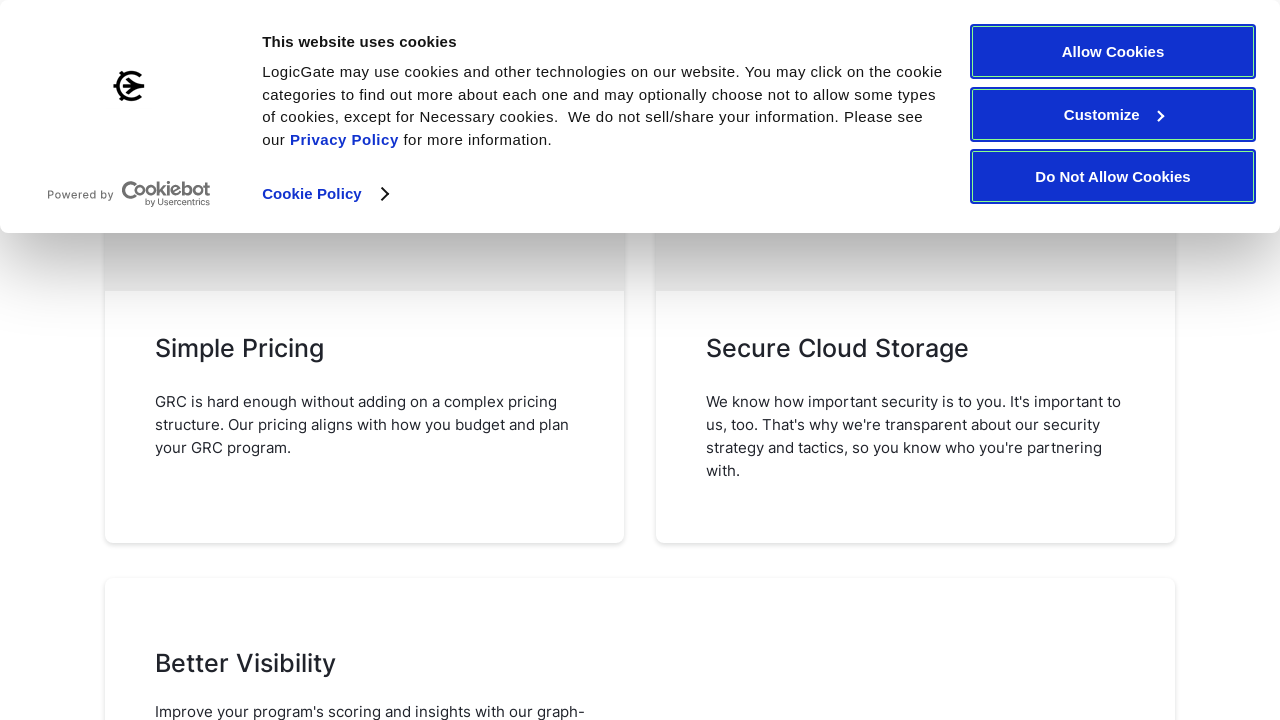 This website uses cookies
LogicGate may use cookies and other technologies on our website. You may click on the cookie
categories to find out more about each one and may optionally choose not to allow some types
of cookies, except for Necessary cookies.  We do not sell/share your information. Please see
our Privacy Policy for more information.
Cookie Policy
Powered by Cookiebot
by Usercentrics
Allow Cookies
Customize
Do Not Allow Cookies
Simple Pricing
GRC is hard enough without adding on a complex pricing
structure. Our pricing aligns with how you budget and plan
your GRC program.
Secure Cloud Storage
We know how important security is to you. It's important to
us, too. That's why we're transparent about our security
strategy and tactics, so you know who you're partnering
with.
Better Visibility
Improve your program's scoring and insights with our graph-